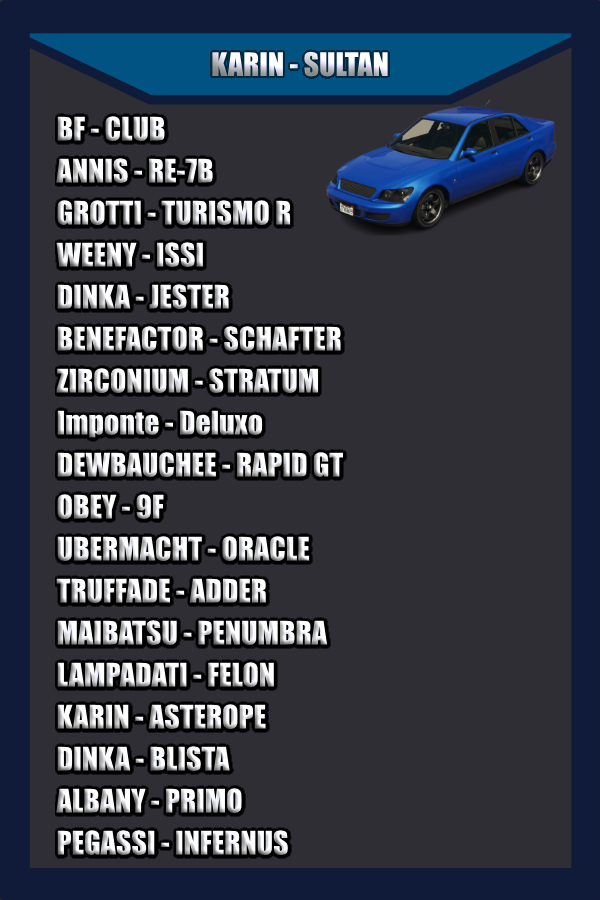 KARIN - SULTAN
BF - CLUB
ANNIS - RE-7B
GROTTI - TURISMO R
WEENY - ISSI
DINKA - JESTER
BENEFACTOR - SCHAFTER
ZIRCONIUM - STRATUM
Imponte - Deluxo
DEWBAUCHEE - RAPID GT
OBEY - 9F
UBERMACHT - ORACLE
TRUFFADE - ADDER
MAIBATSU - PENUMBRA
LAMPADATI - FELON
KARIN - ASTEROPE
DINKA - BLISTA
ALBANY - PRIMO
PEGASSI - INFERNUS